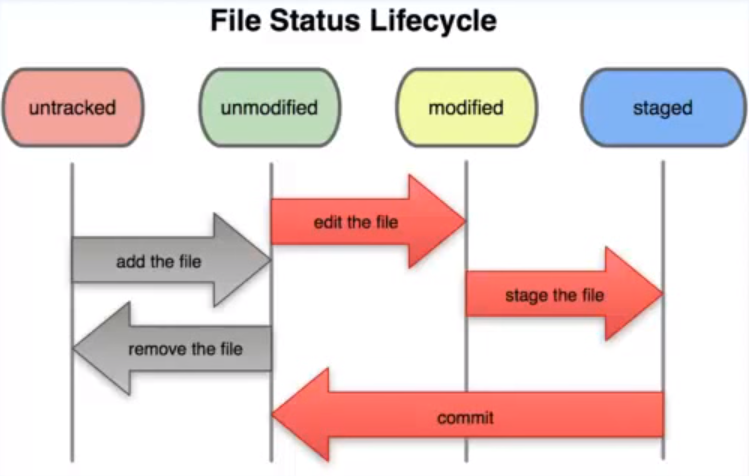 File Status Lifecycle
untracked
unmodified
modified
staged
edit the file
add the file
stage the file
remove the file
commit